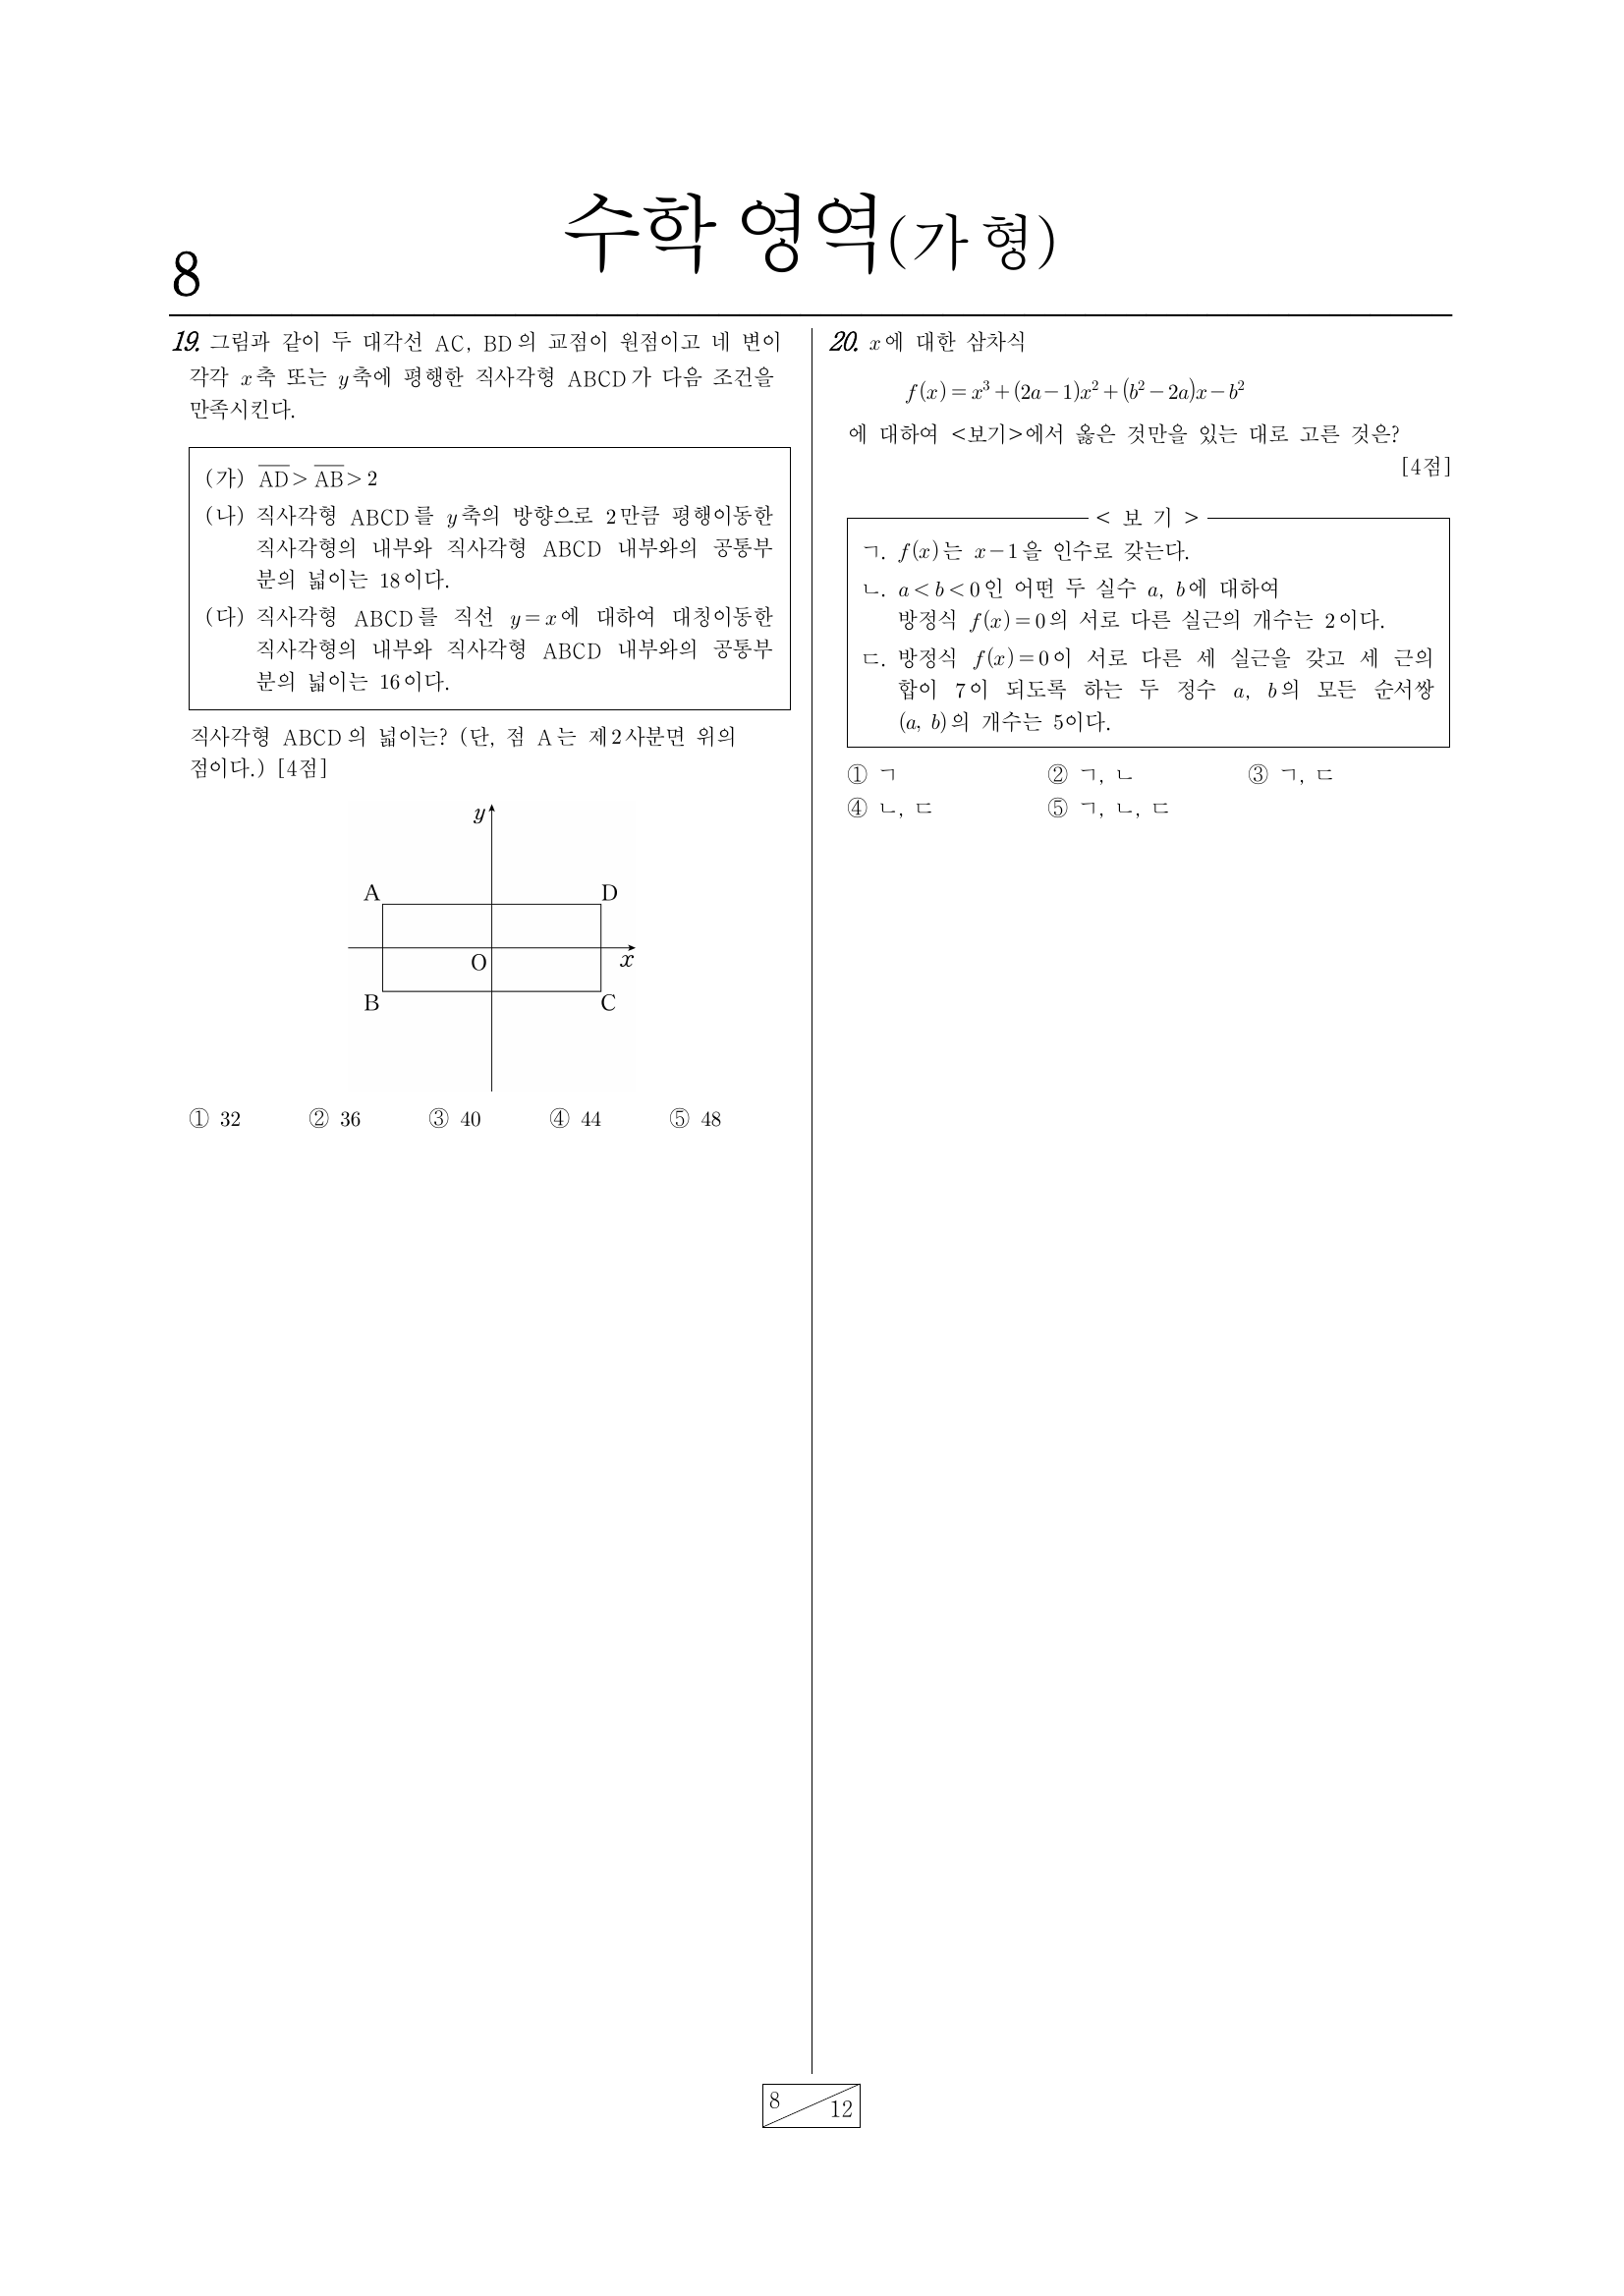 수학 영역(가 형)
8
19. 그림과 같이 두 대각선 AC, BD의 교점이 원점이고 네 변이
각각 x축 또는 y축에 평행한 직사각형 ABCD가 다음 조건을
만족시킨다.
(가) A̅D̅ > A̅B̅ > 2
(나) 직사각형 ABCD를 y축의 방향으로 2만큼 평행이동한
직사각형의 내부와 직사각형 ABCD 내부와의 공통부
분의 넓이는 18이다.
(다) 직사각형 ABCD를 직선 y=x에 대하여 대칭이동한
직사각형의 내부와 직사각형 ABCD 내부와의 공통부
분의 넓이는 16이다.
직사각형 ABCD의 넓이는? (단, 점 A는 제2사분면 위의
점이다.) [4점]
y
A D
O x
B C
① 32 ② 36 ③ 40 ④ 44 ⑤ 48
20. x에 대한 삼차식
f(x)=x³+(2a-1)x²+(b²-2a)x-b²
에 대하여 <보기>에서 옳은 것만을 있는 대로 고른 것은?
[4점]
< 보 기 >
ㄱ. f(x)는 x-1을 인수로 갖는다.
ㄴ. a<b<0인 어떤 두 실수 a, b에 대하여
방정식 f(x)=0의 서로 다른 실근의 개수는 2이다.
ㄷ. 방정식 f(x)=0이 서로 다른 세 실근을 갖고 세 근의
합이 7이 되도록 하는 두 정수 a, b의 모든 순서쌍
(a, b)의 개수는 5이다.
① ㄱ ② ㄱ, ㄴ ③ ㄱ, ㄷ
④ ㄴ, ㄷ ⑤ ㄱ, ㄴ, ㄷ
8 12